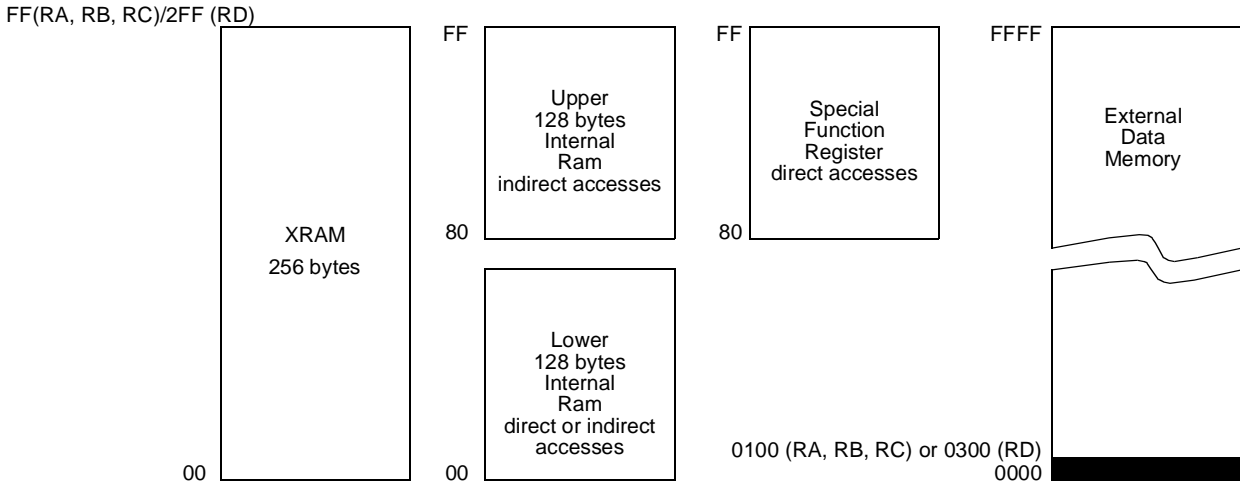 FF(RA, RB, RC)/2FF (RD)
XRAM
256 bytes
00
FF
Upper
128 bytes
Internal
Ram
indirect accesses
80
Lower
128 bytes
Internal
Ram
direct or indirect
accesses
00
FF
Special
Function
Register
direct accesses
80
FFFF
External
Data
Memory
0100 (RA, RB, RC) or 0300 (RD)
0000